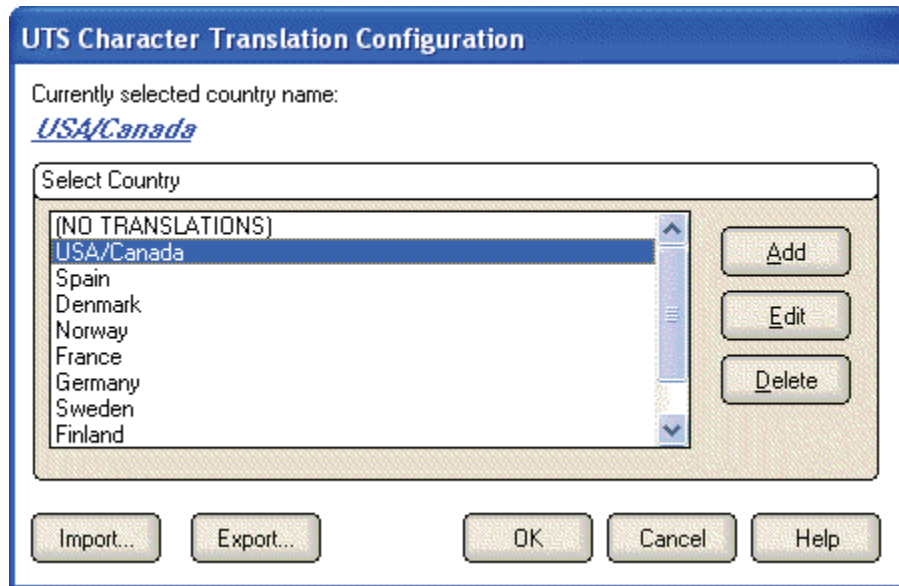 UTS Character Translation Configuration
Currently selected country name:
USA/Canada
Select Country
(NO TRANSLATIONS)
USA/Canada
Spain
Denmark
Norway
France
Germany
Sweden
Finland
Add
Edit
Delete
Import...
Export...
OK
Cancel
Help